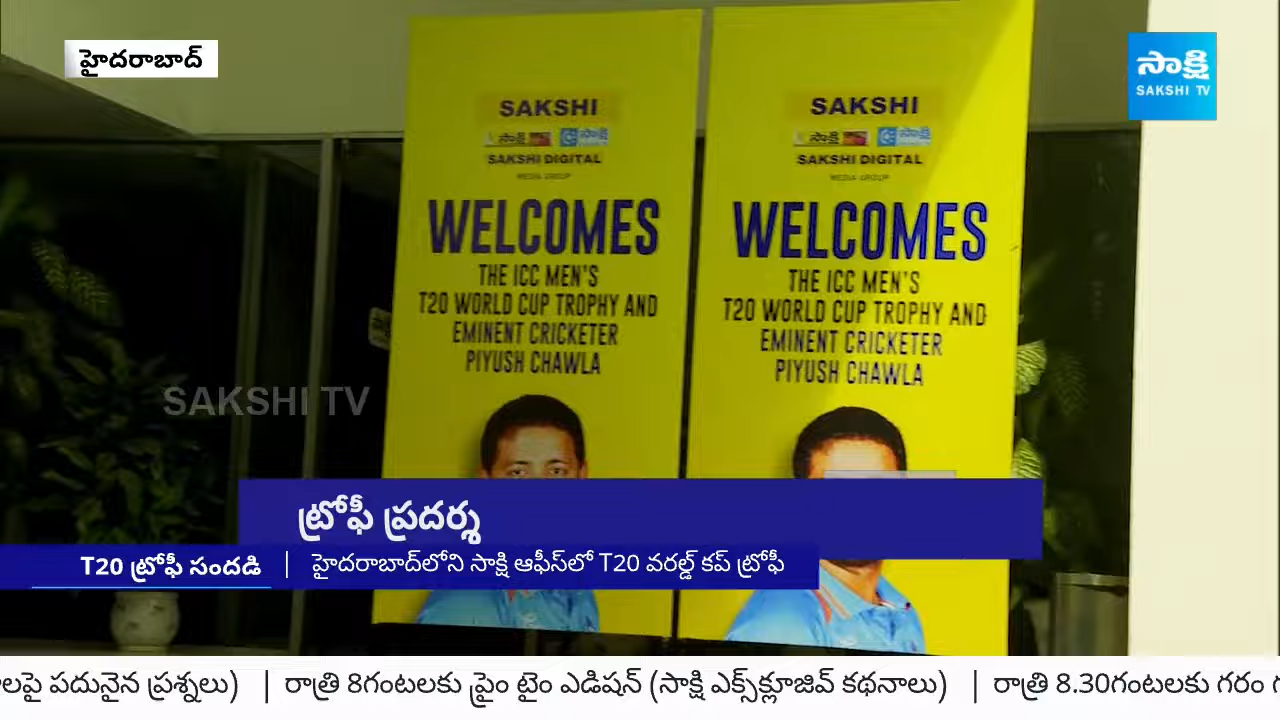 హైదరాబాద్
సాక్షి
SAKSHI TV
SAKSHI
సాక్షి
సాక్షి
SAKSHI DIGITAL
MEDIA GROUP
WELCOMES
THE ICC MEN'S
T20 WORLD CUP TROPHY AND
EMINENT CRICKETER
PIYUSH CHAWLA
SAKSHI
సాక్షి
సాక్షి
SAKSHI DIGITAL
MEDIA GROUP
WELCOMES
THE ICC MEN'S
T20 WORLD CUP TROPHY AND
EMINENT CRICKETER
PIYUSH CHAWLA
SAKSHI TV
ట్రోఫీ ప్రదర్శ
T20 ట్రోఫీ సందడి | హైదరాబాద్‌లోని సాక్షి ఆఫీస్‌లో T20 వరల్డ్ కప్ ట్రోఫీ
లపై పదునైన ప్రశ్నలు) | రాత్రి 8గంటలకు ప్రైం టైం ఎడిషన్ (సాక్షి ఎక్స్‌క్లూజివ్ కథనాలు) | రాత్రి 8.30గంటలకు గరం